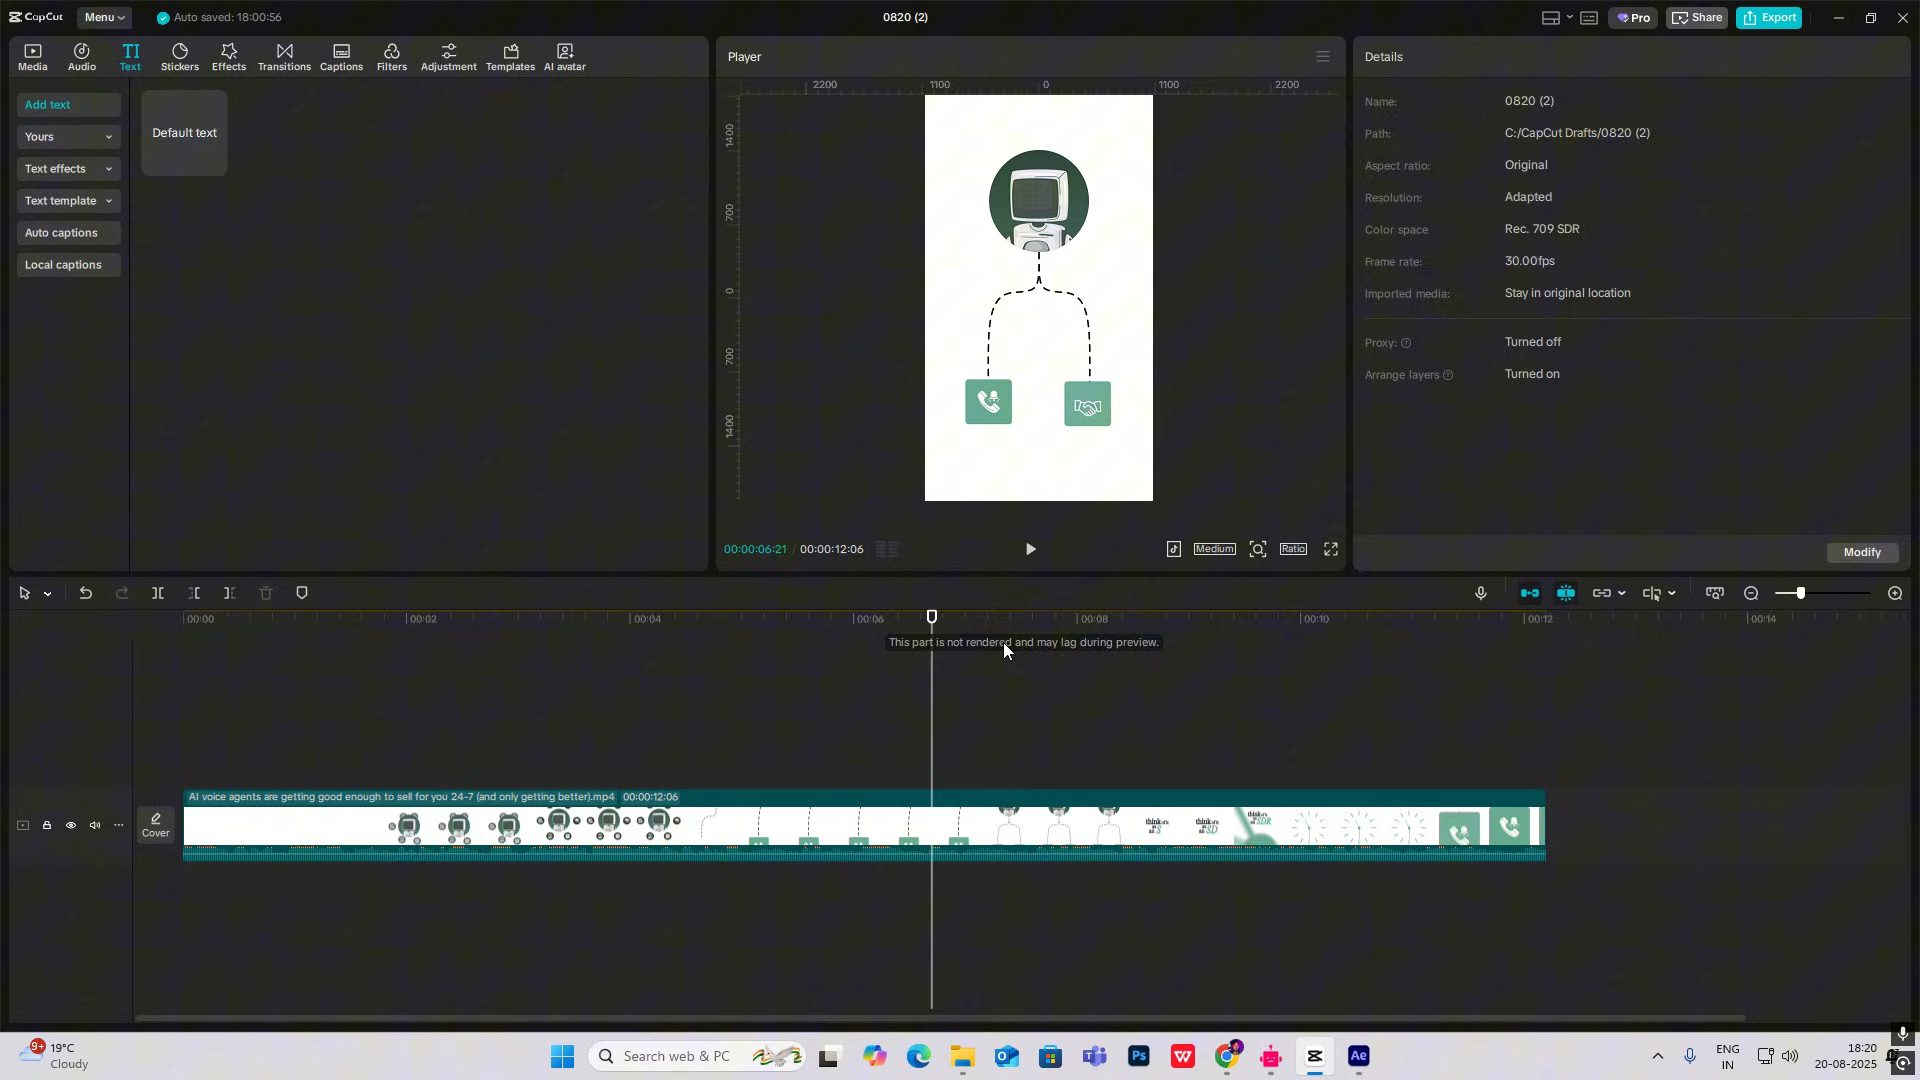 CapCut
Menu
Auto saved: 18:00:56
0820 (2)
Pro
Share
Export
Media
Audio
TI
Text
Stickers
Effects
Transitions
Captions
Filters
Adjustment
Templates
AI avatar
Add text
Yours
Text effects
Text template
Auto captions
Local captions
Default text
Player
2200
1100
0
1100
2200
1400
700
0
700
1400
00:00:06:21 / 00:00:12:06
Medium
Ratio
Details
Name: 0820 (2)
Path: C:/CapCut Drafts/0820 (2)
Aspect ratio: Original
Resolution: Adapted
Color space Rec. 709 SDR
Frame rate: 30.00fps
Imported media: Stay in original location
Proxy: Turned off
Arrange layers Turned on
Modify
00:00
00:02
00:04
00:06
00:08
00:10
00:12
00:14
This part is not rendered and may lag during preview.
AI voice agents are getting good enough to sell for you 24-7 (and only getting better).mp4 00:00:12:06
Cover
9+
19°C
Cloudy
Search web & PC
Ps
W
Ae
ENG
IN
18:20
20-08-2025